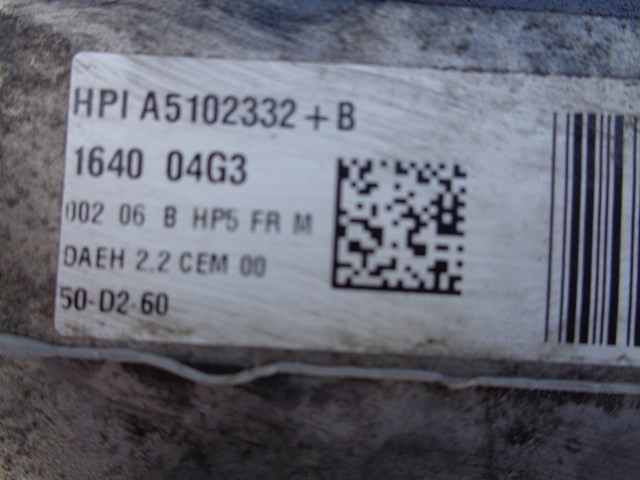 HPI A5102332+B
1640 04G3
002 06 B HP5 FR M
DAEH 2.2 CEM 00
50-D2-60